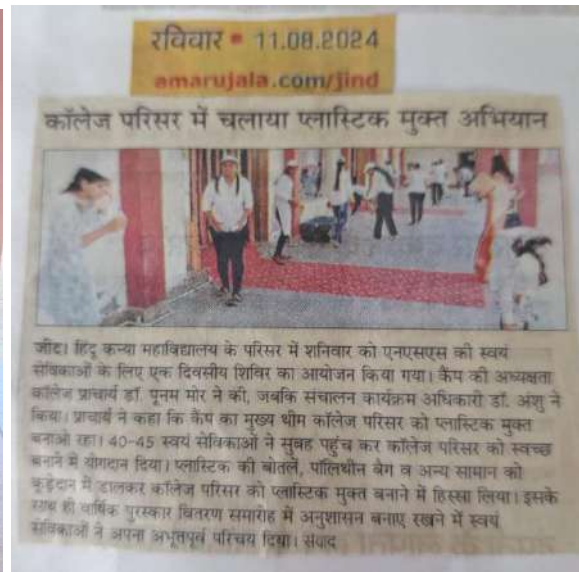 रविवार • 11.08.2024
amarujala.com/jind
कॉलेज परिसर में चलाया प्लास्टिक मुक्त अभियान
जींद। हिंदू कन्या महाविद्यालय के परिसर में शनिवार को एनएसएस की स्वयं
सेविकाओं के लिए एक दिवसीय शिविर का आयोजन किया गया। कैंप की अध्यक्षता
कॉलेज प्राचार्य डॉ. पूनम मोर ने की, जबकि संचालन कार्यक्रम अधिकारी डॉ. अंशु ने
किया। प्राचार्य ने कहा कि कैंप का मुख्य थीम कॉलेज परिसर को प्लास्टिक मुक्त
बनाओ रहा। 40-45 स्वयं सेविकाओं ने सुबह पहुंच कर कॉलेज परिसर को स्वच्छ
बनाने में योगदान दिया। प्लास्टिक की बोतलें, पॉलिथीन बैग व अन्य सामान को
कूड़ेदान में डालकर कॉलेज परिसर को प्लास्टिक मुक्त बनाने में हिस्सा लिया। इसके
साथ ही वार्षिक पुरस्कार वितरण समारोह में अनुशासन बनाए रखने में स्वयं
सेविकाओं ने अपना अभूतपूर्व परिचय दिया। संवाद